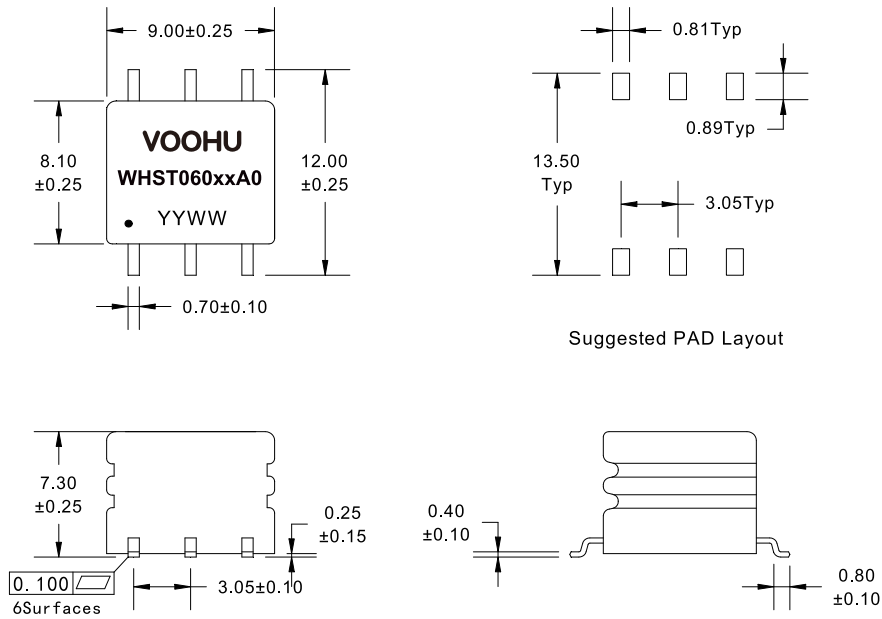 9.00±0.25
0.81Typ
VOOHU
WHST060xxA0
YYWW
8.10
±0.25
12.00
±0.25
0.70±0.10
13.50
Typ
0.89Typ
3.05Typ
Suggested PAD Layout
7.30
±0.25
0.25
±0.15
0.100
6Surfaces
3.05±0.10
0.40
±0.10
0.80
±0.10